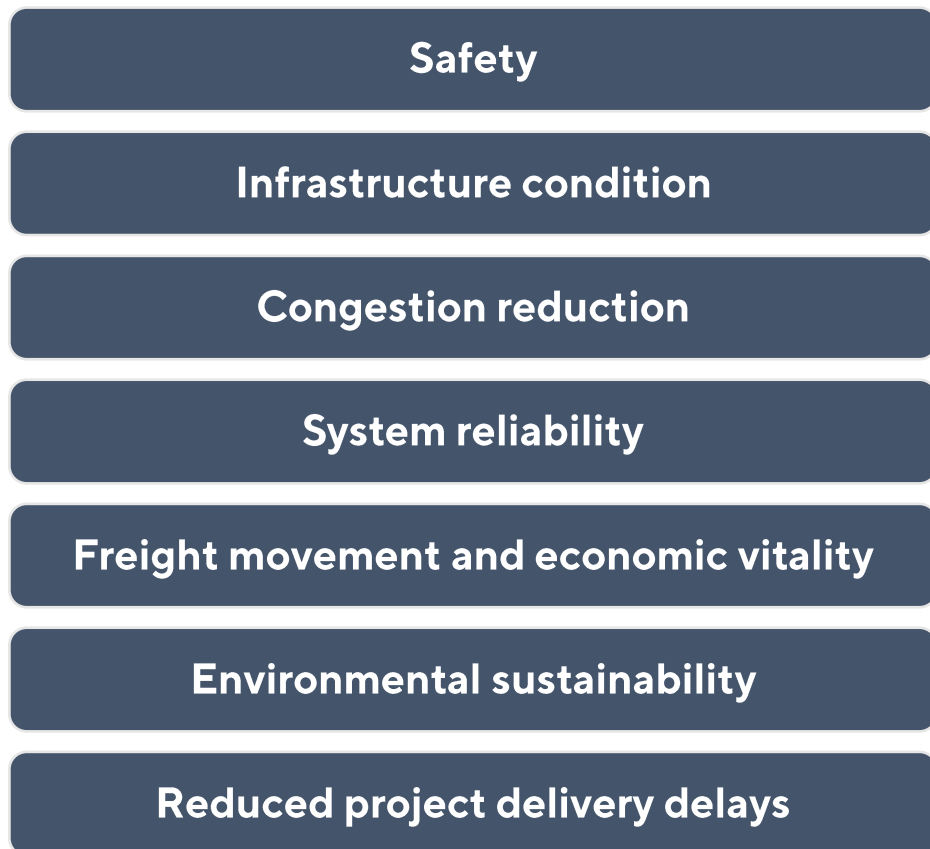 Safety
Infrastructure condition
Congestion reduction
System reliability
Freight movement and economic vitality
Environmental sustainability
Reduced project delivery delays